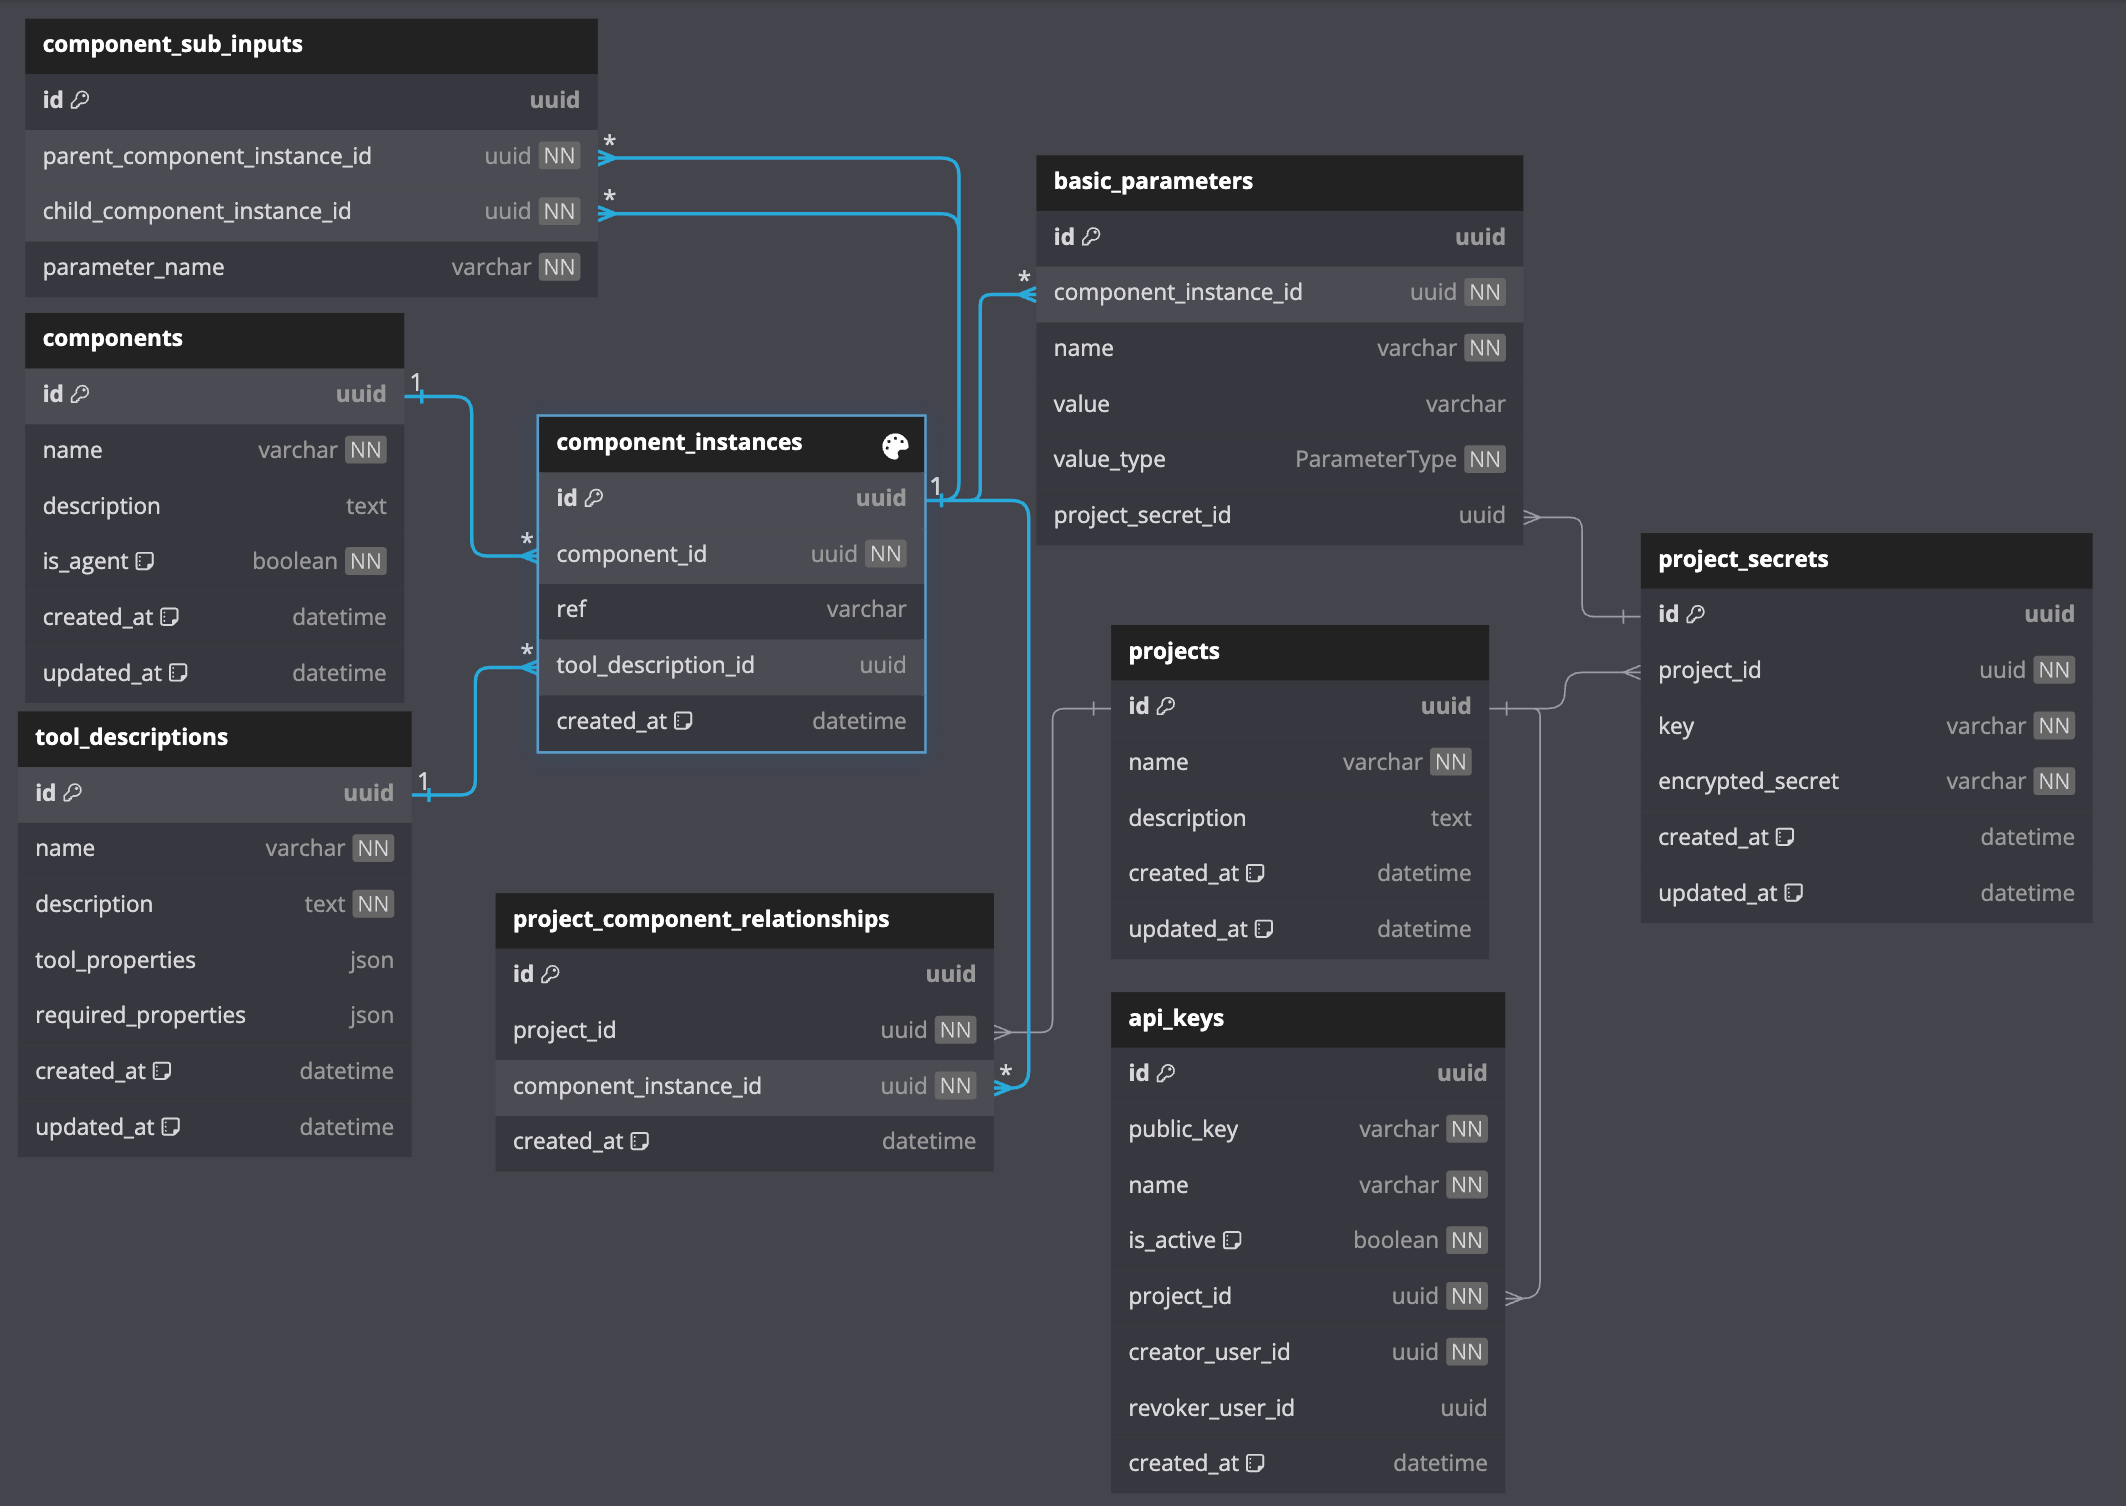 component_sub_inputs
id uuid
parent_component_instance_id uuid NN
child_component_instance_id uuid NN
parameter_name varchar NN
*
*
components
id uuid
name varchar NN
description text
is_agent boolean NN
created_at datetime
updated_at datetime
1
tool_descriptions
id uuid
name varchar NN
description text NN
tool_properties json
required_properties json
created_at datetime
updated_at datetime
1
component_instances
id uuid
component_id uuid NN
ref varchar
tool_description_id uuid
created_at datetime
*
*
1
project_component_relationships
id uuid
project_id uuid NN
component_instance_id uuid NN
created_at datetime
*
basic_parameters
id uuid
component_instance_id uuid NN
name varchar NN
value varchar
value_type ParameterType NN
project_secret_id uuid
*
projects
id uuid
name varchar NN
description text
created_at datetime
updated_at datetime
api_keys
id uuid
public_key varchar NN
name varchar NN
is_active boolean NN
project_id uuid NN
creator_user_id uuid NN
revoker_user_id uuid
created_at datetime
project_secrets
id uuid
project_id uuid NN
key varchar NN
encrypted_secret varchar NN
created_at datetime
updated_at datetime